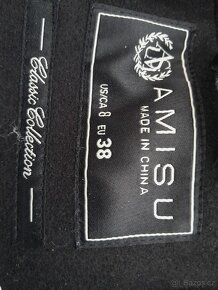 AMISU
MADE IN CHINA
US/CA 8 EU 38
Classic Collection